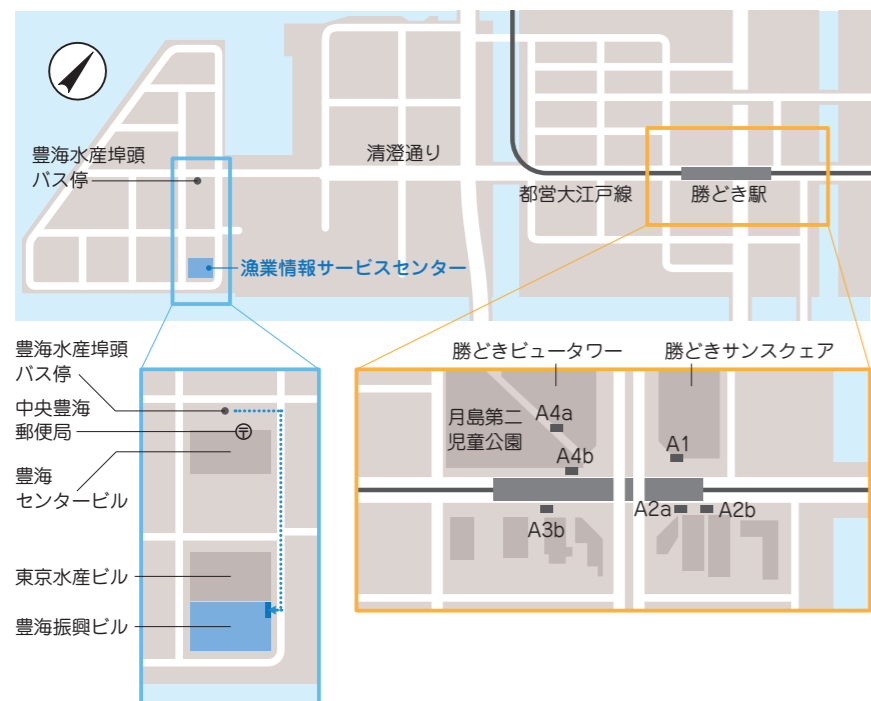 豊海水産埠頭
バス停
清澄通り
都営大江戸線
勝どき駅
漁業情報サービスセンター
豊海水産埠頭
バス停
中央豊海
郵便局
〒
豊海
センタービル
東京水産ビル
豊海振興ビル
勝どきビュータワー
勝どきサンスクェア
月島第二
児童公園
A4a
A4b
A1
A3b
A2a
A2b